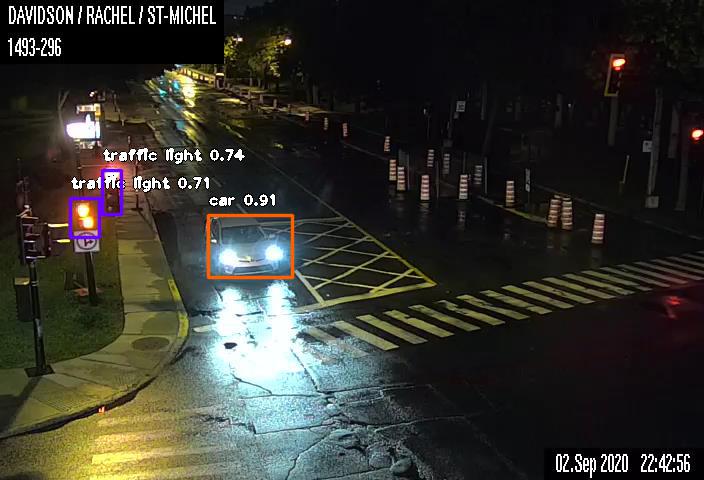 DAVIDSON / RACHEL / ST-MICHEL
1493-296
traffic light 0.74
traffic light 0.71
car 0.91
02.Sep 2020 22:42:56